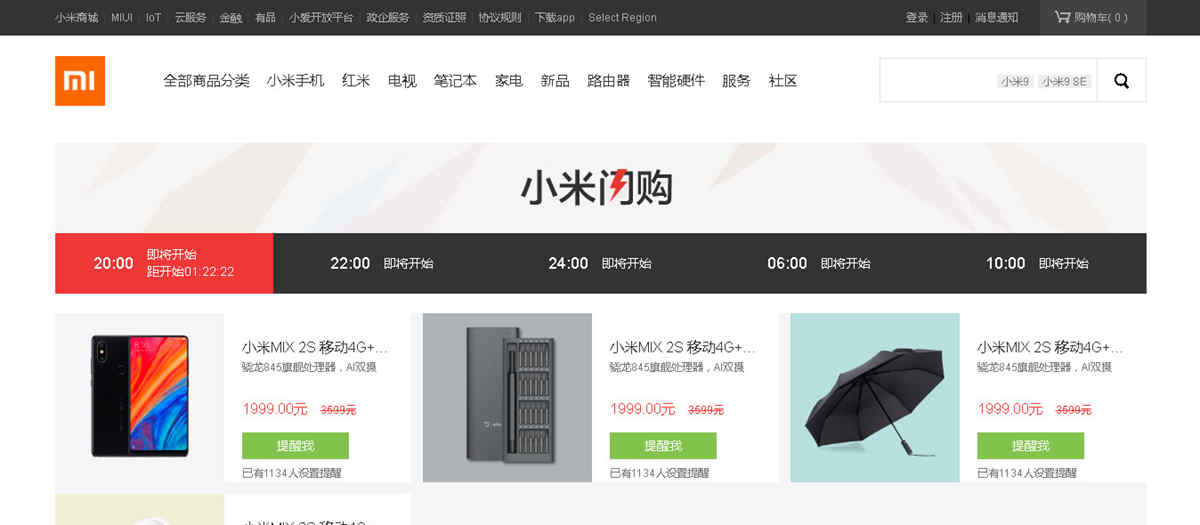 小米商城 MIUI IoT 云服务 金融 有品 小爱开放平台 政企服务 资质证照 协议规则 下载app Select Region 登录 注册 消息通知 购物车( 0 )
mi 全部商品分类 小米手机 红米 电视 笔记本 家电 新品 路由器 智能硬件 服务 社区 小米9 小米9 SE
小米闪购
20:00 即将开始
距开始01:22:22
22:00 即将开始
24:00 即将开始
06:00 即将开始
10:00 即将开始
小米MIX 2S 移动4G+...
骁龙845旗舰处理器，AI双摄
1999.00元 3599元
提醒我
已有1134人设置提醒
小米MIX 2S 移动4G+...
骁龙845旗舰处理器，AI双摄
1999.00元 3599元
提醒我
已有1134人设置提醒
小米MIX 2S 移动4G+...
骁龙845旗舰处理器，AI双摄
1999.00元 3599元
提醒我
已有1134人设置提醒